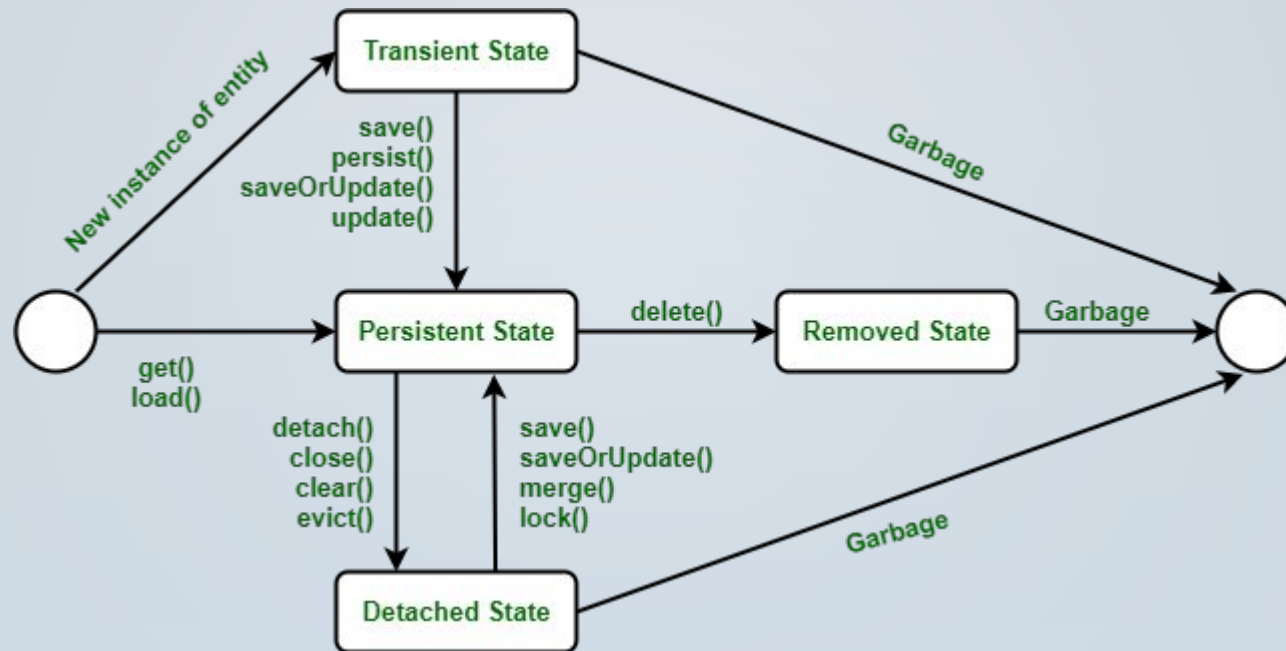 Transient State
New instance of entity
save()
persist()
saveOrUpdate()
update()
Garbage
Persistent State
delete()
Removed State
Garbage
get()
load()
detach()
close()
clear()
evict()
save()
saveOrUpdate()
merge()
lock()
Garbage
Detached State